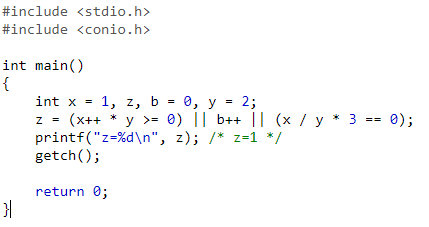 #include <stdio.h>
#include <conio.h>
int main()
{
int x = 1, z, b = 0, y = 2;
z = (x++ * y >= 0) || b++ || (x / y * 3 == 0);
printf("z=%d\n", z); /* z=1 */
getch();
return 0;
}